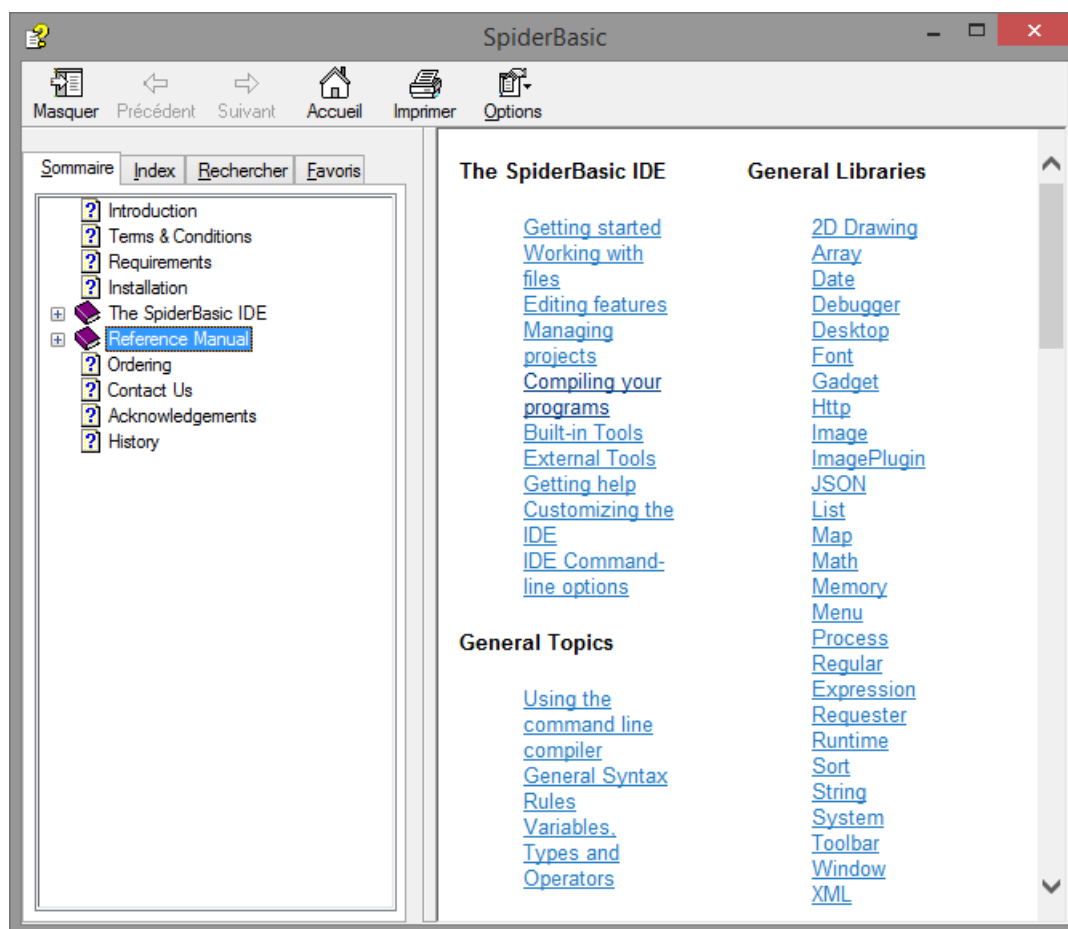 SpiderBasic
Masquer Précédent Suivant Accueil Imprimer Options
Sommaire Index Rechercher Favoris
Introduction
Terms & Conditions
Requirements
Installation
The SpiderBasic IDE
Reference Manual
Ordering
Contact Us
Acknowledgements
History
The SpiderBasic IDE
Getting started
Working with
files
Editing features
Managing
projects
Compiling your
programs
Built-in Tools
External Tools
Getting help
Customizing the
IDE
IDE Command-
line options
General Topics
Using the
command line
compiler
General Syntax
Rules
Variables,
Types and
Operators
General Libraries
2D Drawing
Array
Date
Debugger
Desktop
Font
Gadget
Http
Image
ImagePlugin
JSON
List
Map
Math
Memory
Menu
Process
Regular
Expression
Requester
Runtime
Sort
String
System
Toolbar
Window
XML